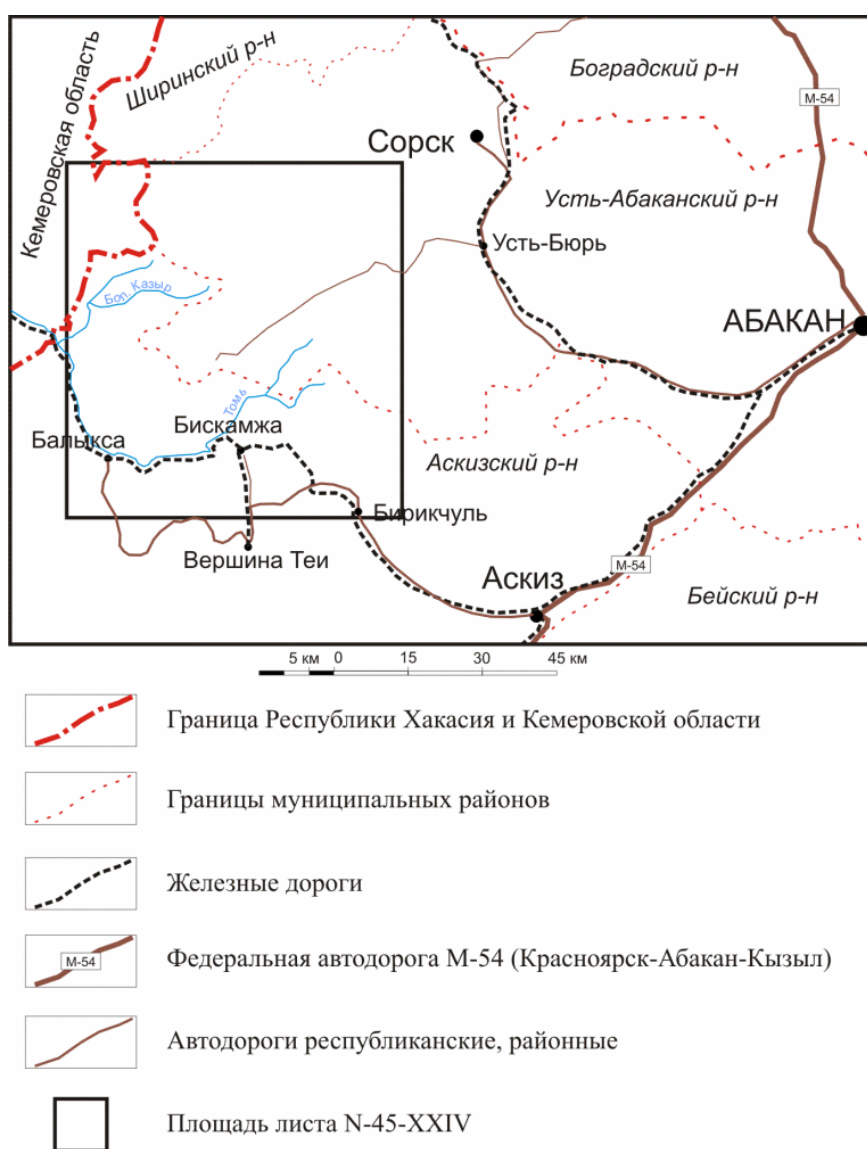 Кемеровская область
Ширинский р-н
Боградский р-н
М-54
Сорск
Усть-Абаканский р-н
Усть-Бюрь
Бол. Казыр
АБАКАН
Томь
Бискамжа
Балыкса
Аскизский р-н
Бирикчуль
Вершина Теи
Аскиз
М-54
Бейский р-н
5 км 0 15 30 45 км
Граница Республики Хакасия и Кемеровской области
Границы муниципальных районов
Железные дороги
М-54 Федеральная автодорога М-54 (Красноярск-Абакан-Кызыл)
Автодороги республиканские, районные
Площадь листа N-45-XXIV